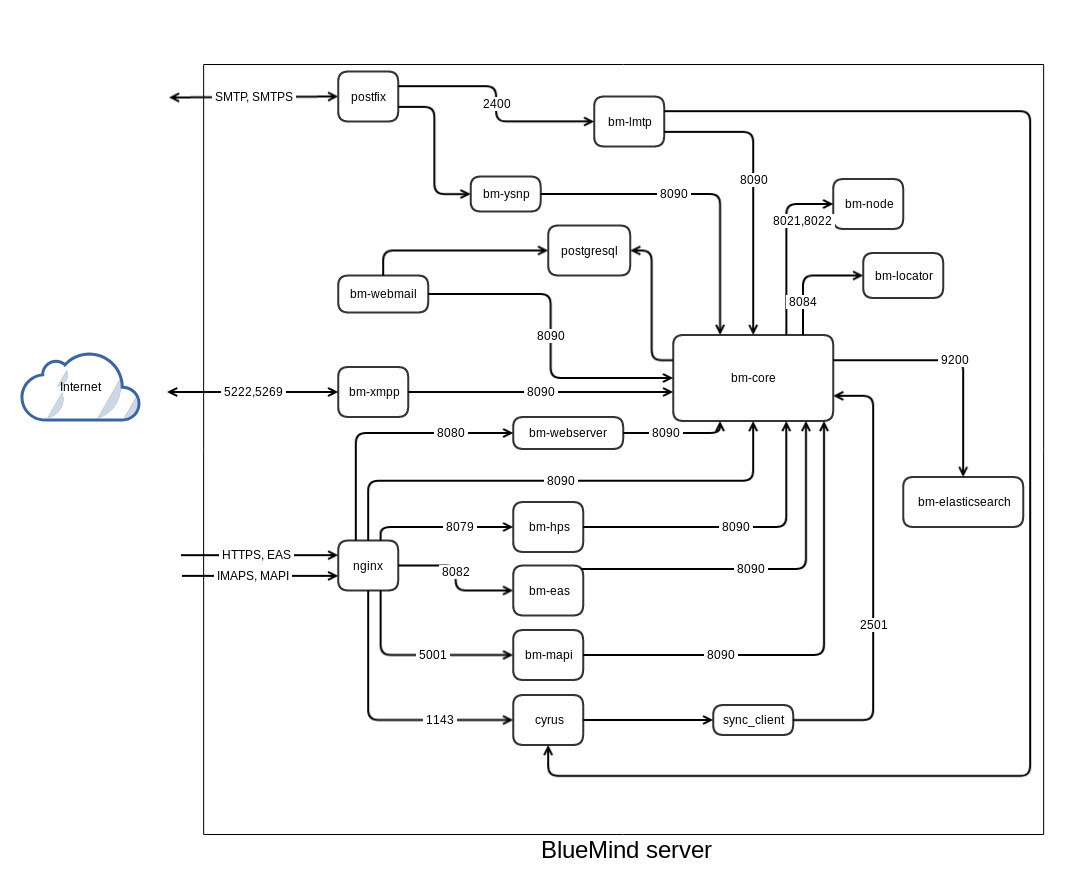 SMTP, SMTPS
postfix
2400
bm-lmtp
8090
bm-ysnp
8090
bm-node
8021,8022
postgresql
bm-locator
bm-webmail
8084
8090
9200
bm-core
Internet
5222,5269
bm-xmpp
8090
8080
bm-webserver
8090
8090
bm-elasticsearch
8079
bm-hps
8090
HTTPS, EAS
nginx
8082
8090
IMAPS, MAPI
bm-eas
2501
5001
bm-mapi
8090
1143
cyrus
sync_client
BlueMind server